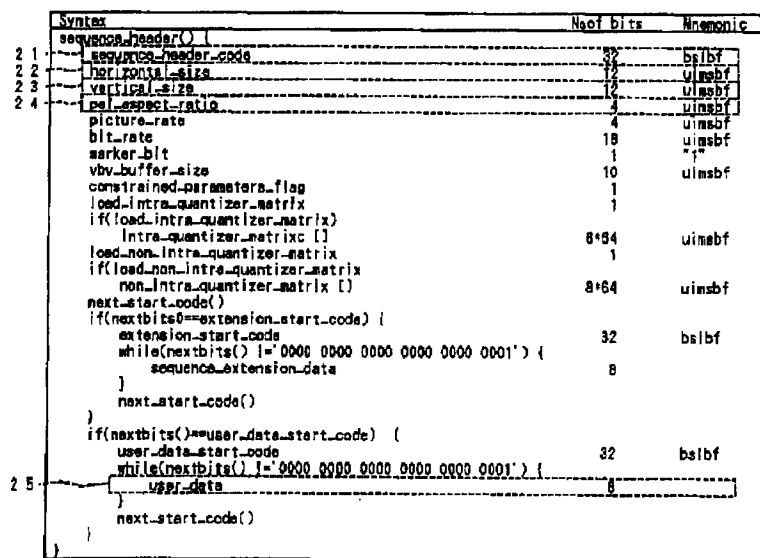 Syntax No of bits Mnemonic
sequence_header() {
21 sequence_header_code 32 bslbf
22 horizontal_size 12 uimsbf
23 vertical_size 12 uimsbf
24 pel_aspect_ratio 4 uimsbf
picture_rate 4 uimsbf
bit_rate 18 uimsbf
marker_bit 1 "1"
vbv_buffer_size 10 uimsbf
constrained_parameters_flag 1
load_intra_quantizer_matrix 1
if(load_intra_quantizer_matrix)
intra_quantizer_matrixc [] 8*64 uimsbf
load_non_intra_quantizer_matrix 1
if(load_non_intra_quantizer_matrix
non_intra_quantizer_matrix [] 8*64 uimsbf
next_start_code()
if(nextbits0==extension_start_code) {
extension_start_code 32 bslbf
while(nextbits() !='0000 0000 0000 0000 0000 0001') {
sequence_extension_data 8
}
next_start_code()
}
if(nextbits()==user_data_start_code) {
user_data_start_code 32 bslbf
while(nextbits() !='0000 0000 0000 0000 0000 0001') {
25 user_data 8
}
next_start_code()
}
}